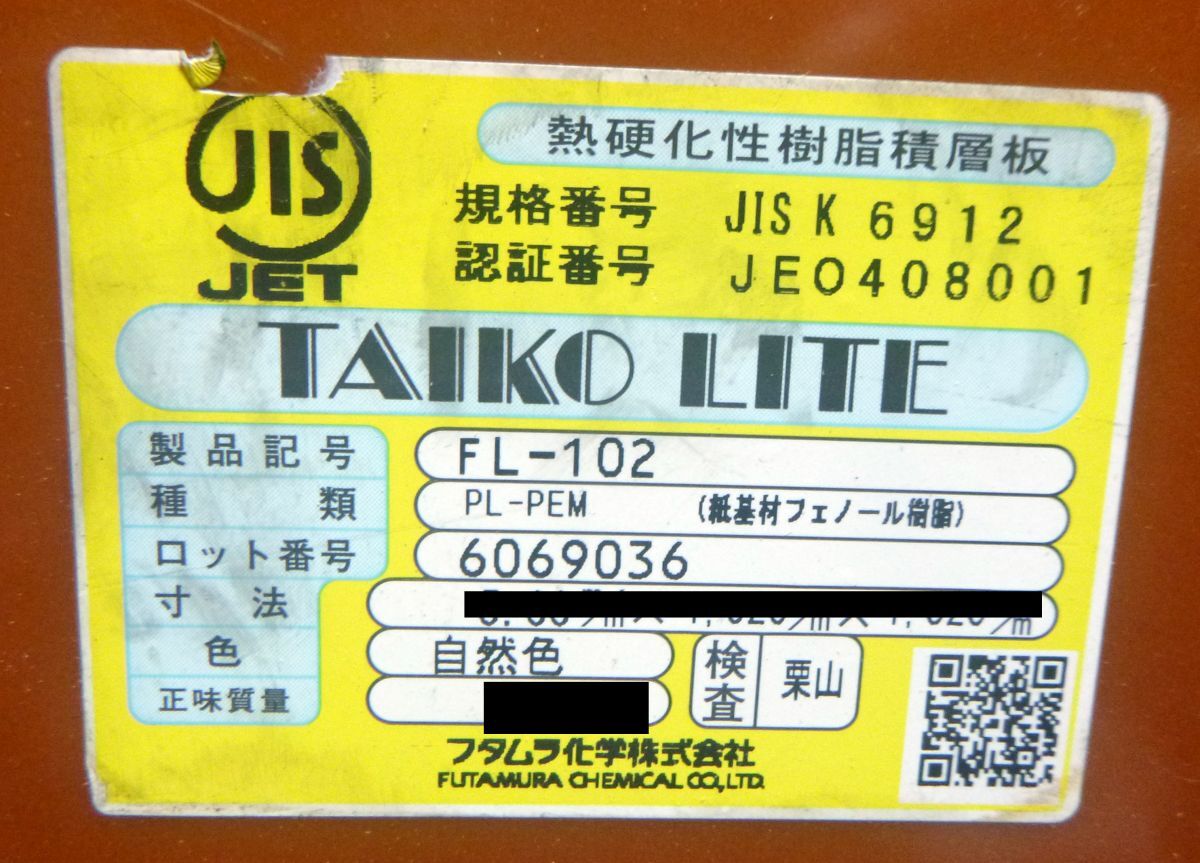 JIS
JET
熱硬化性樹脂積層板
規格番号 JIS K 6912
認証番号 JE0408001
TAIKO LITE
製品記号 FL-102
種類 PL-PEM (紙基材フェノール樹脂)
ロット番号 6069036
寸法
色 自然色
正味質量
検査 栗山
フタムラ化学株式会社
FUTAMURA CHEMICAL CO.,LTD.